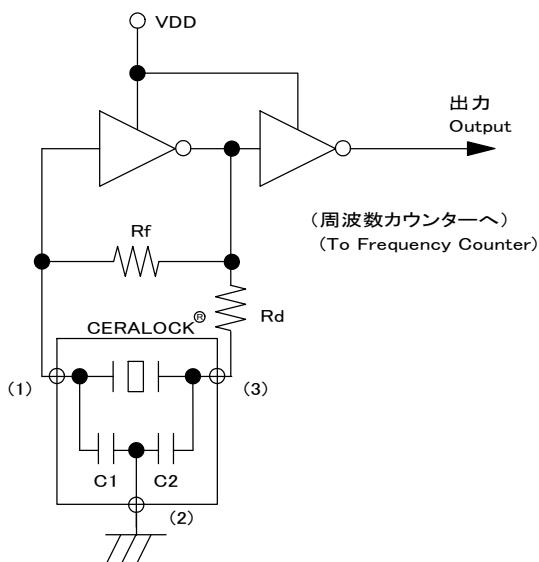 VDD
出力
Output
(周波数カウンターへ)
(To Frequency Counter)
Rf
Rd
CERALOCK®
(1)
(3)
C1
C2
(2)